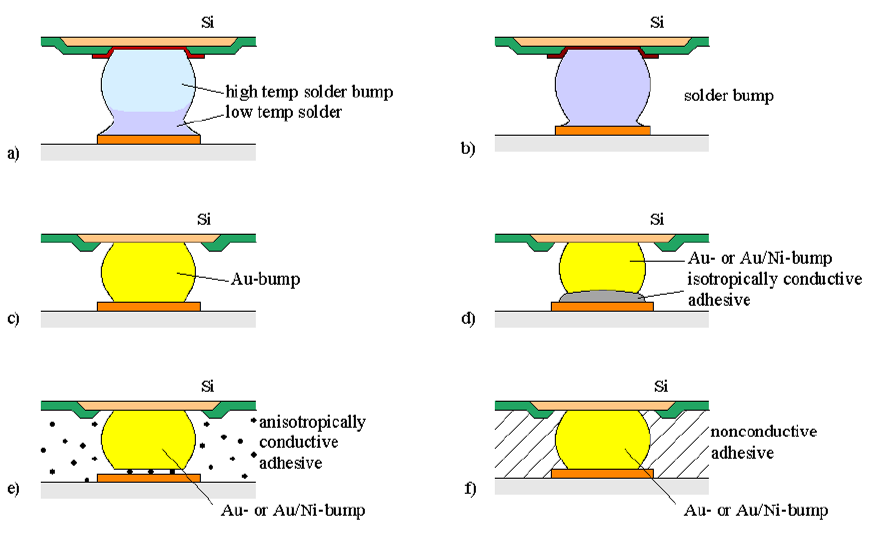 Si
high temp solder bump
low temp solder
a)
Si
solder bump
b)
Si
Au-bump
c)
Si
Au- or Au/Ni-bump
isotropically conductive
adhesive
d)
Si
anisotropically
conductive
adhesive
Au- or Au/Ni-bump
e)
Si
nonconductive
adhesive
Au- or Au/Ni-bump
f)